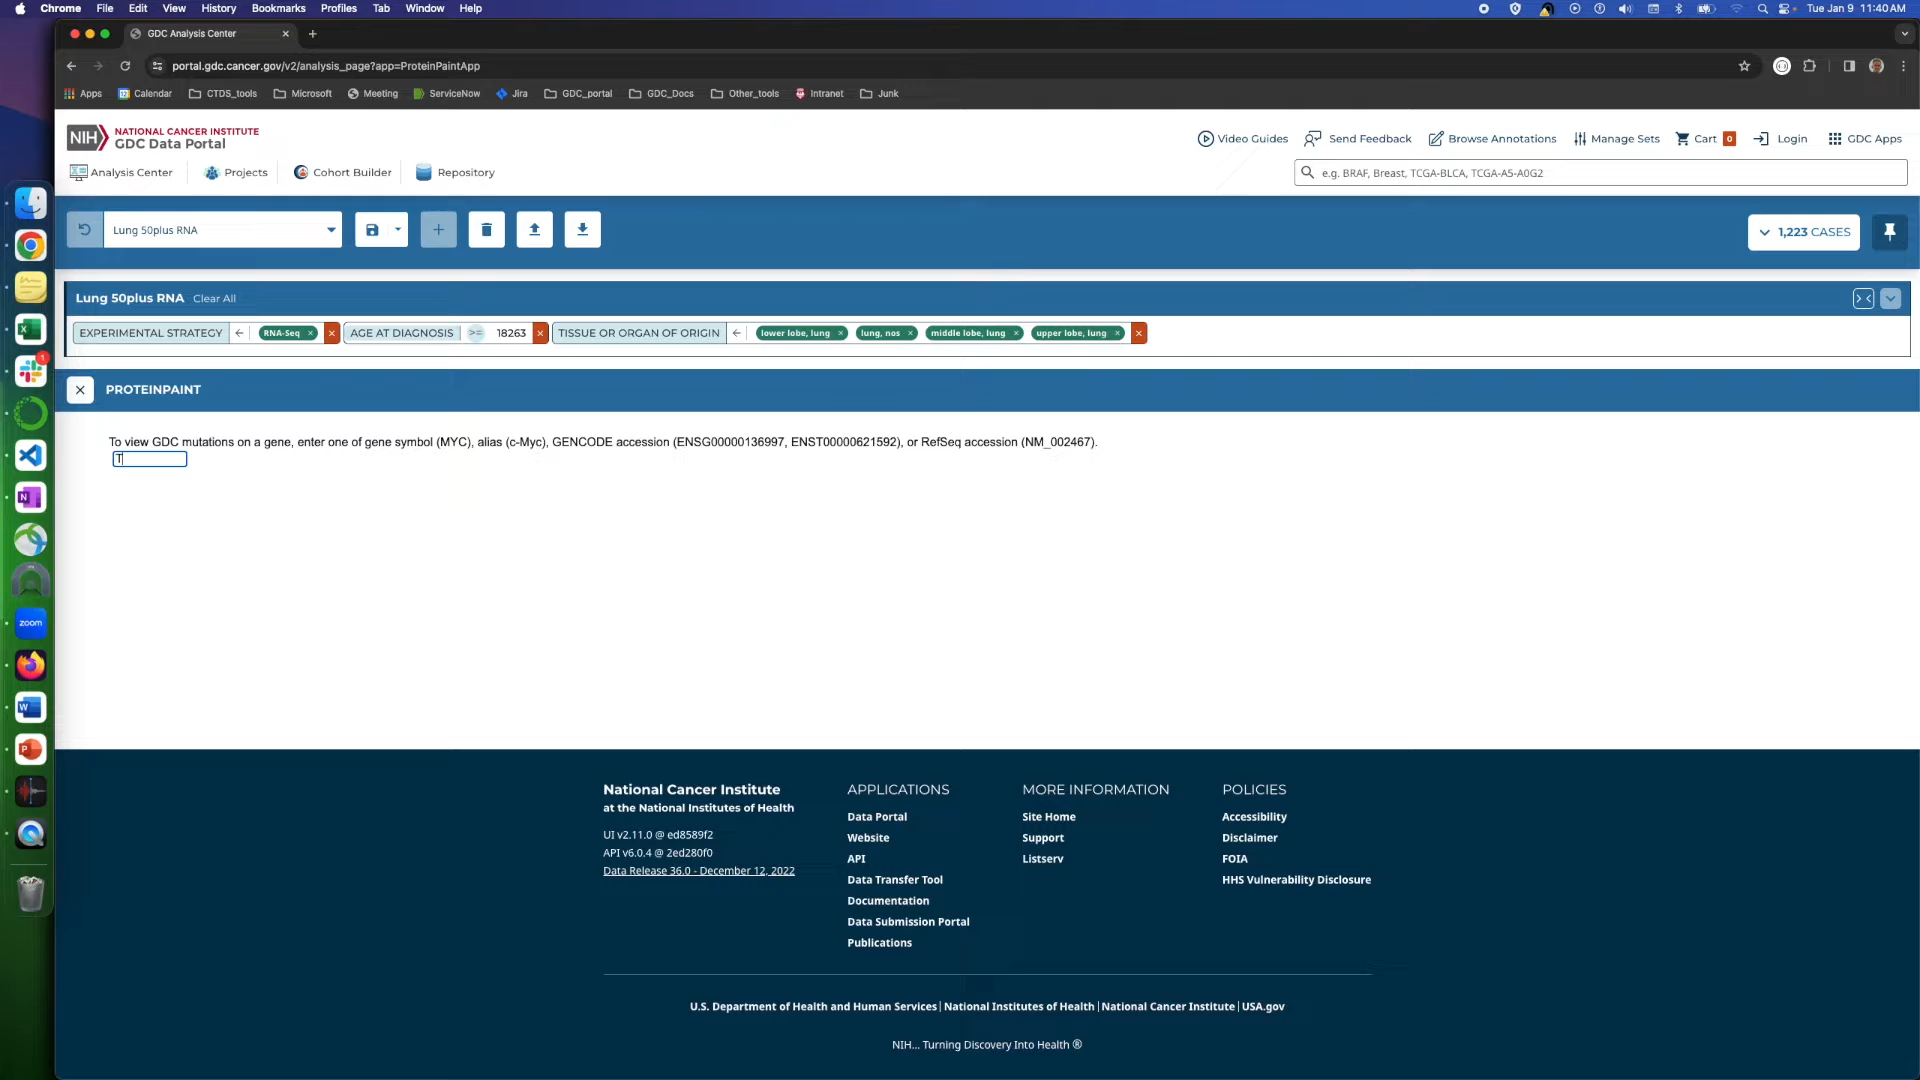 Chrome File Edit View History Bookmarks Profiles Tab Window Help Tue Jan 9 11:40 AM
GDC Analysis Center
portal.gdc.cancer.gov/v2/analysis_page?app=ProteinPaintApp
Apps Calendar CTDS_tools Microsoft Meeting ServiceNow Jira GDC_portal GDC_Docs Other_tools Intranet Junk
NIH NATIONAL CANCER INSTITUTE
GDC Data Portal
Video Guides Send Feedback Browse Annotations Manage Sets Cart 0 Login GDC Apps
Analysis Center Projects Cohort Builder Repository e.g. BRAF, Breast, TCGA-BLCA, TCGA-A5-A0G2
Lung 50plus RNA 1,223 CASES
Lung 50plus RNA Clear All
EXPERIMENTAL STRATEGY RNA-Seq AGE AT DIAGNOSIS >= 18263 TISSUE OR ORGAN OF ORIGIN lower lobe, lung lung, nos middle lobe, lung upper lobe, lung
PROTEINPAINT
To view GDC mutations on a gene, enter one of gene symbol (MYC), alias (c-Myc), GENCODE accession (ENSG00000136997, ENST00000621592), or RefSeq accession (NM_002467).
T
National Cancer Institute
at the National Institutes of Health
UI v2.11.0 @ ed8589f2
API v6.0.4 @ 2ed280f0
Data Release 36.0 - December 12, 2022
APPLICATIONS
Data Portal
Website
API
Data Transfer Tool
Documentation
Data Submission Portal
Publications
MORE INFORMATION
Site Home
Support
Listserv
POLICIES
Accessibility
Disclaimer
FOIA
HHS Vulnerability Disclosure
U.S. Department of Health and Human Services | National Institutes of Health | National Cancer Institute | USA.gov
NIH... Turning Discovery Into Health ®
1
N
zoom
W
P